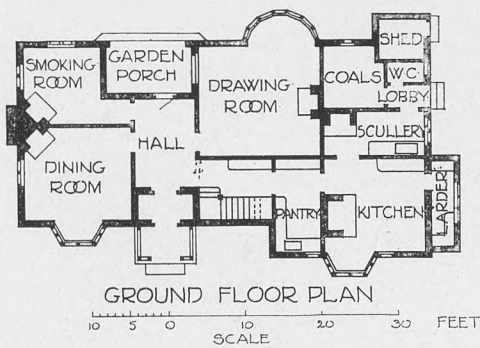 SMOKING
ROOM
GARDEN
PORCH
DRAWING
ROOM
COALS
SHED
W.C.
LOBBY
SCULLERY
HALL
DINING
ROOM
PANTRY
KITCHEN
LARDER
GROUND FLOOR PLAN
10 5 0 10 20 30 FEET
SCALE